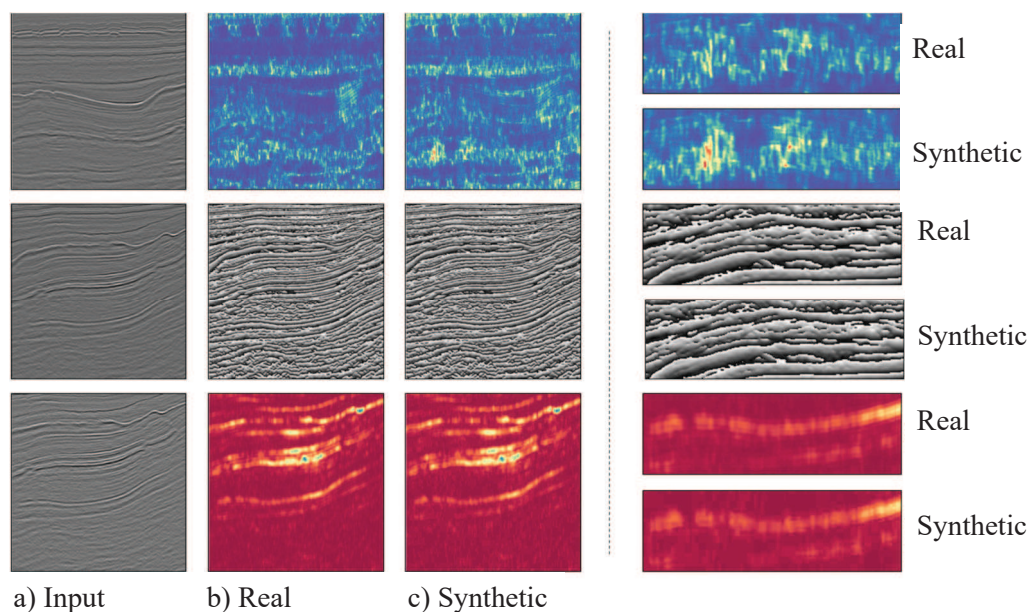 Real
Synthetic
Real
Synthetic
Real
Synthetic
a) Input
b) Real
c) Synthetic